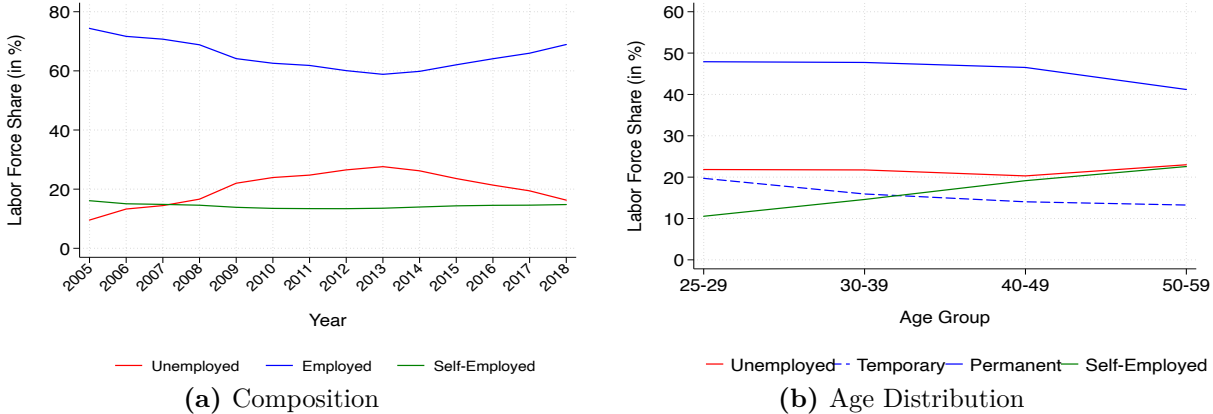 Labor Force Share (in %)
80
60
40
20
0
2005 2006 2007 2008 2009 2010 2011 2012 2013 2014 2015 2016 2017 2018
Year
Unemployed Employed Self-Employed
(a) Composition
Labor Force Share (in %)
60
50
40
30
20
10
0
25-29 30-39 40-49 50-59
Age Group
Unemployed Temporary Permanent Self-Employed
(b) Age Distribution